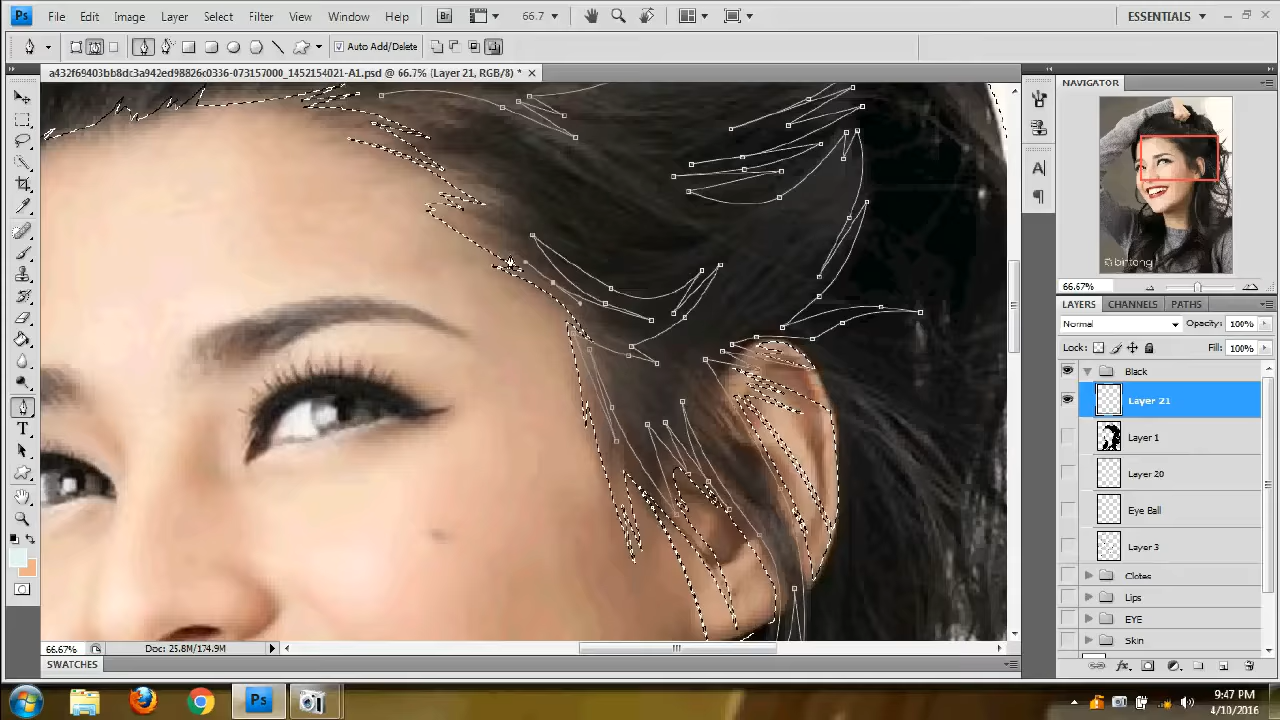 Ps File Edit Image Layer Select Filter View Window Help Br 66.7 ESSENTIALS
Auto Add/Delete
a432f69403bb8dc3a942ed98826c0336-073157000_1452154021-A1.psd @ 66.7% (Layer 21, RGB/8) *
NAVIGATOR
© bintang
66.67%
LAYERS CHANNELS PATHS
Normal Opacity: 100%
Lock: Fill: 100%
Black
Layer 21
Layer 1
Layer 20
Eye Ball
Layer 3
Clotes
Lips
EYE
Skin
66.67% Doc: 25.8M/174.9M
SWATCHES
Ps
9:47 PM
4/10/2016